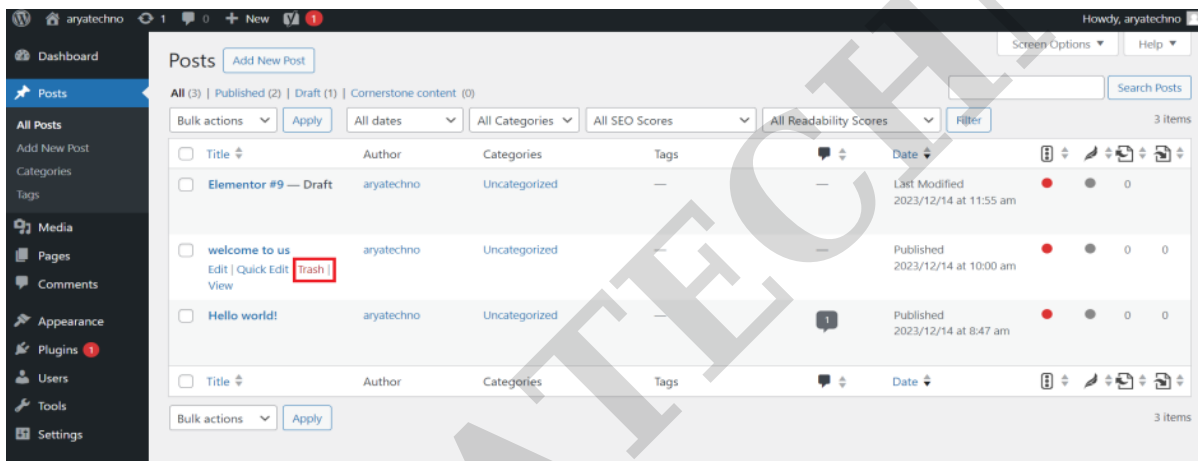 aryatechno 1 0 + New 1 Howdy, aryatechno
Screen Options ▼ Help ▼
Dashboard
Posts
All Posts
Add New Post
Categories
Tags
Media
Pages
Comments
Appearance
Plugins 1
Users
Tools
Settings
Posts Add New Post
All (3) | Published (2) | Draft (1) | Cornerstone content (0)
Search Posts
Bulk actions Apply All dates All Categories All SEO Scores All Readability Scores Filter 3 items
Title Author Categories Tags Date
Elementor #9 — Draft aryatechno Uncategorized — — Last Modified 0
2023/12/14 at 11:55 am
welcome to us aryatechno Uncategorized — — Published 0 0
Edit | Quick Edit Trash | 2023/12/14 at 10:00 am
View
Hello world! aryatechno Uncategorized — 1 Published 0 0
2023/12/14 at 8:47 am
Title Author Categories Tags Date
Bulk actions Apply 3 items
ATECH